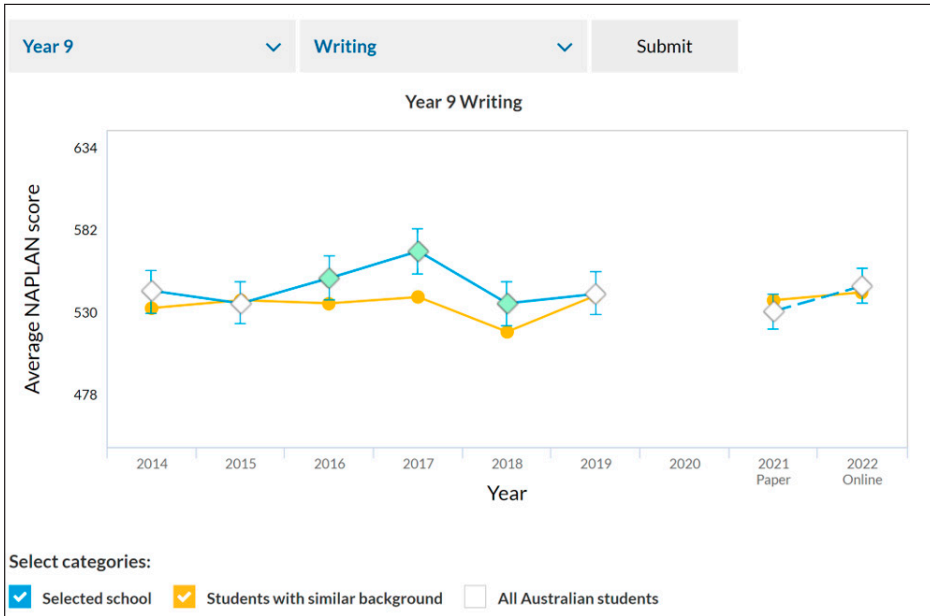 Year 9 Writing Submit
Year 9 Writing
Average NAPLAN score
634
582
530
478
2014 2015 2016 2017 2018 2019 2020 2021 2022
Paper Online
Year
Select categories:
Selected school Students with similar background All Australian students